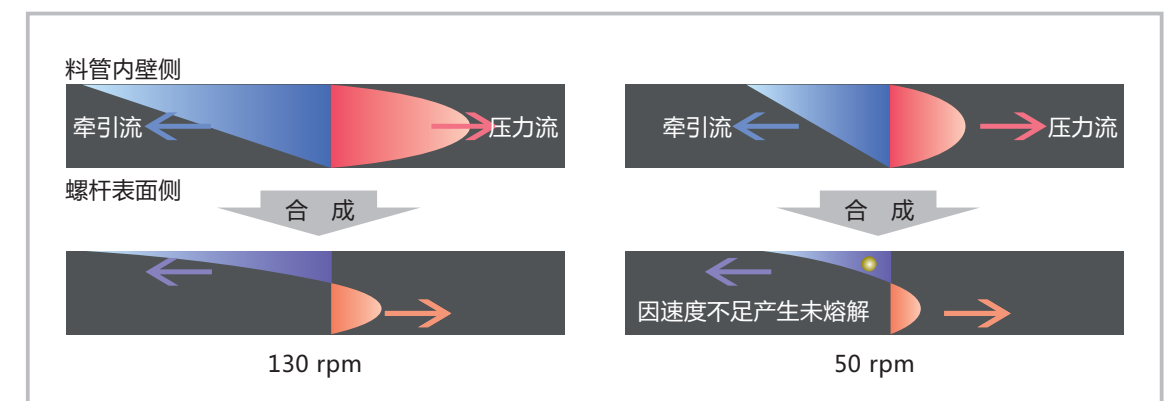 料管内壁侧
牵引流
压力流
牵引流
压力流
螺杆表面侧
合 成
合 成
因速度不足产生未熔解
130 rpm
50 rpm